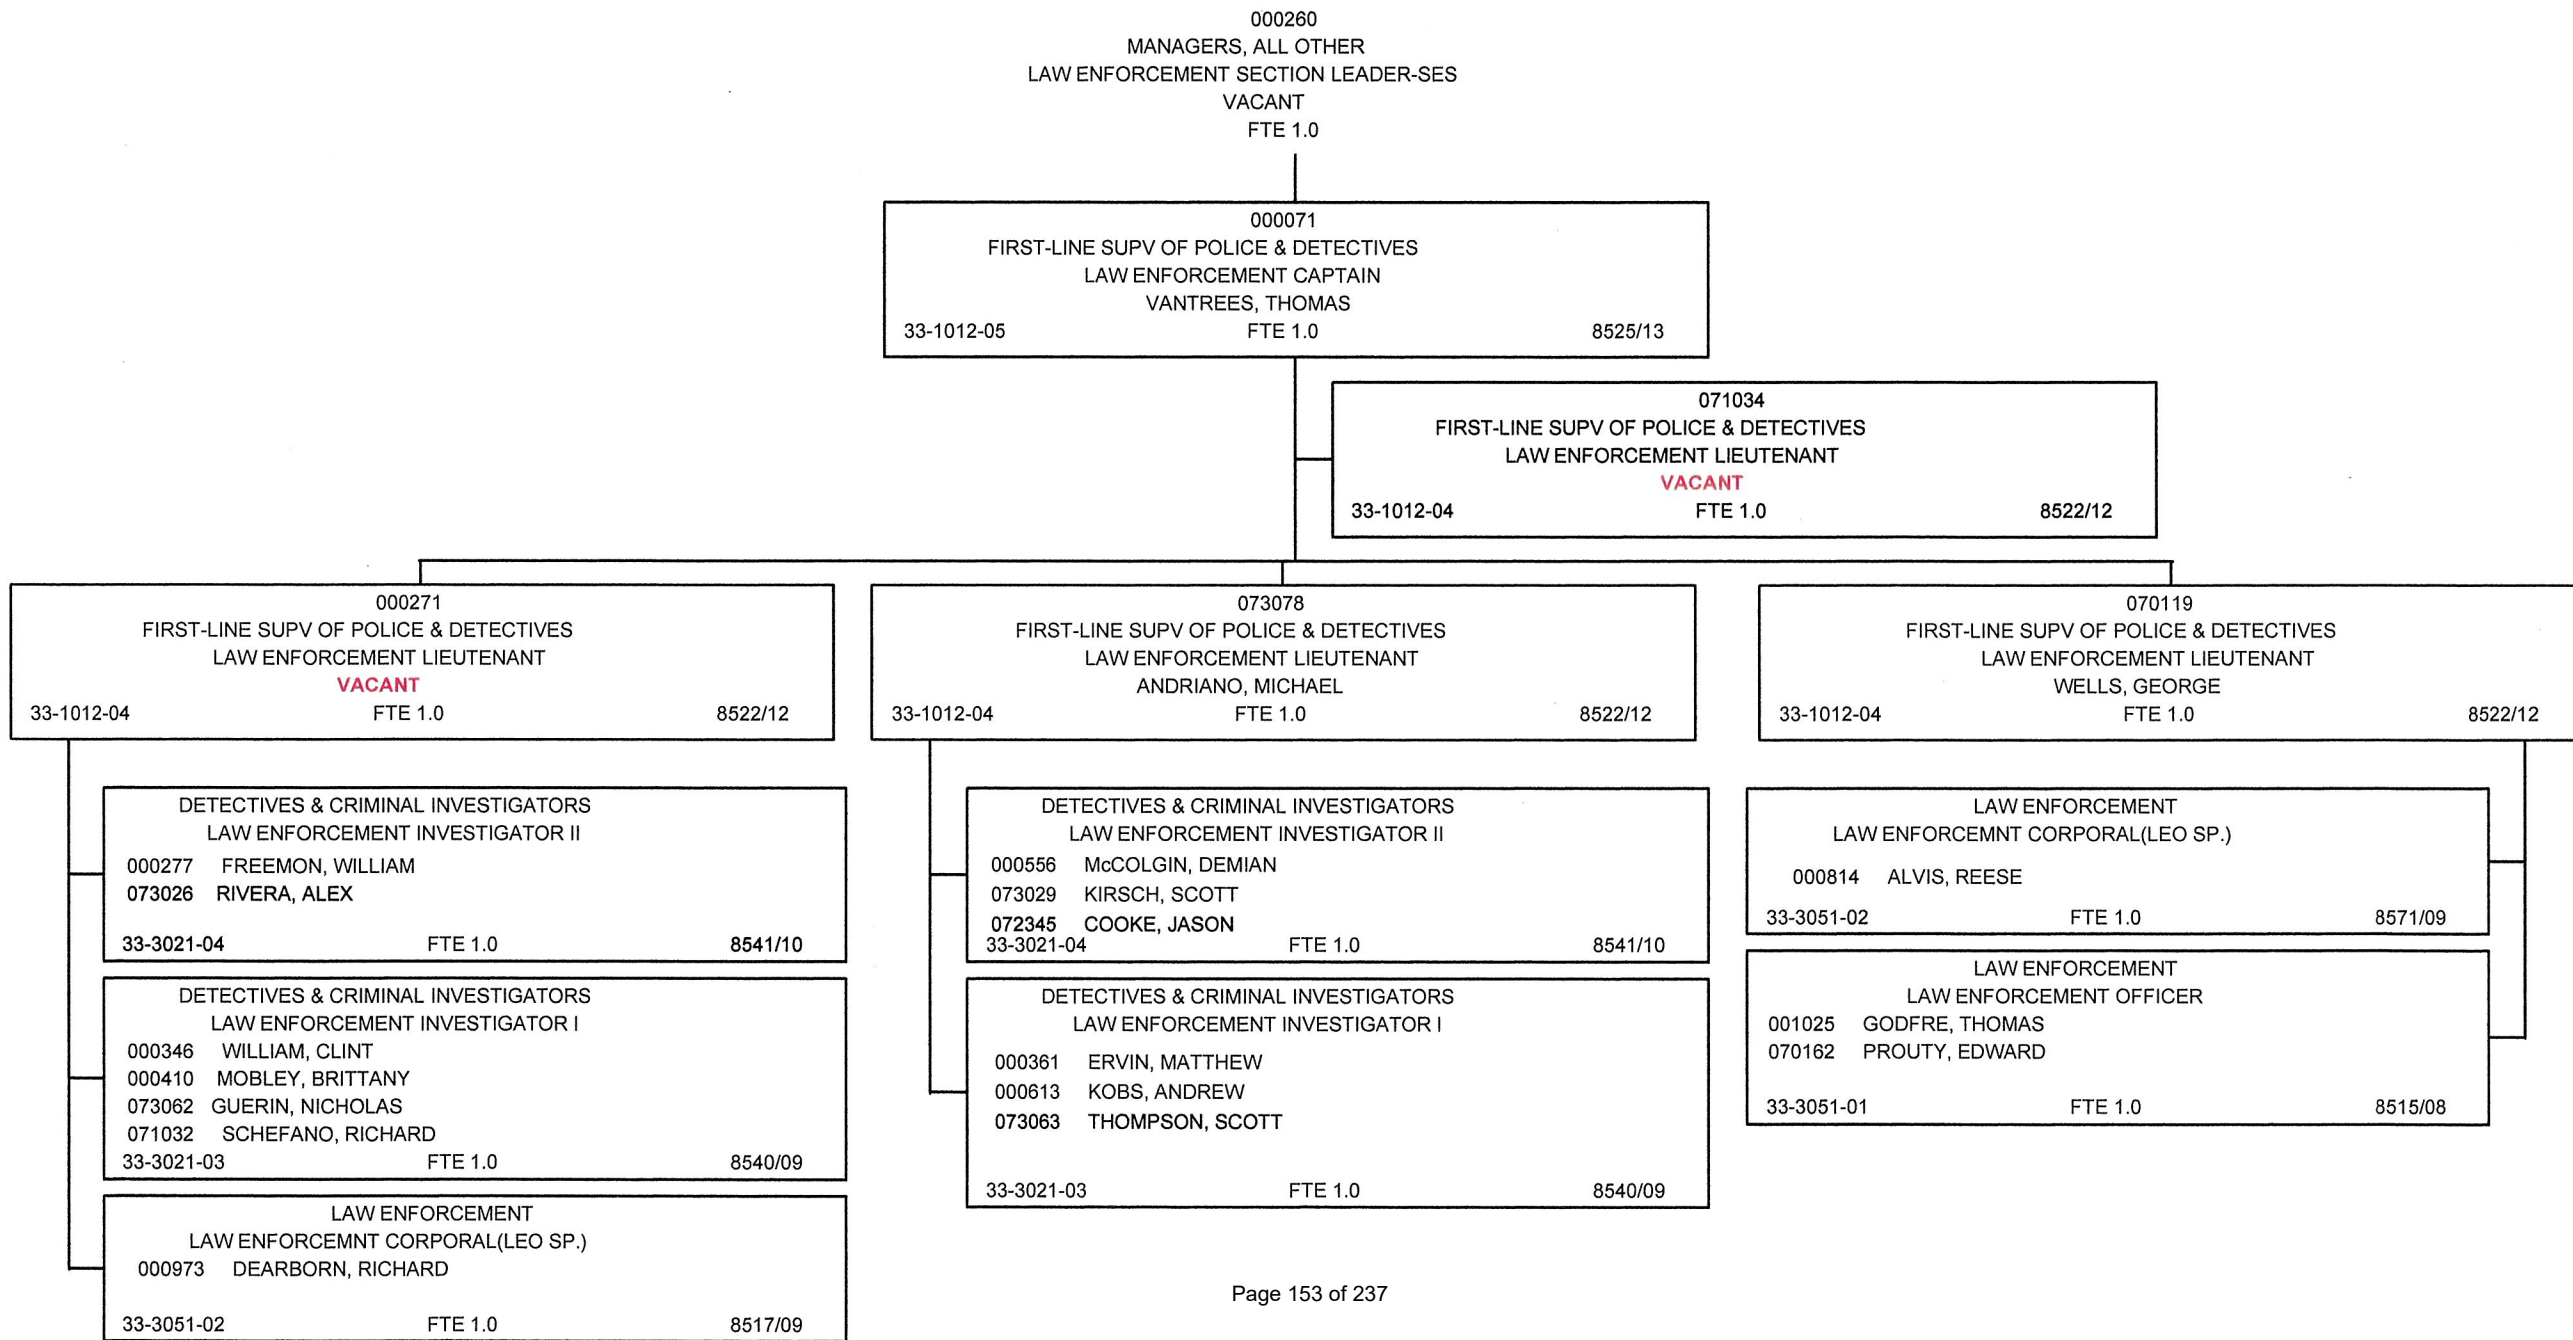 000260
MANAGERS, ALL OTHER
LAW ENFORCEMENT SECTION LEADER-SES
VACANT
FTE 1.0
000071
FIRST-LINE SUPV OF POLICE & DETECTIVES
LAW ENFORCEMENT CAPTAIN
VANTREES, THOMAS
33-1012-05 FTE 1.0 8525/13
071034
FIRST-LINE SUPV OF POLICE & DETECTIVES
LAW ENFORCEMENT LIEUTENANT
VACANT
33-1012-04 FTE 1.0 8522/12
000271
FIRST-LINE SUPV OF POLICE & DETECTIVES
LAW ENFORCEMENT LIEUTENANT
VACANT
33-1012-04 FTE 1.0 8522/12
DETECTIVES & CRIMINAL INVESTIGATORS
LAW ENFORCEMENT INVESTIGATOR II
000277 FREEMON, WILLIAM
073026 RIVERA, ALEX
33-3021-04 FTE 1.0 8541/10
DETECTIVES & CRIMINAL INVESTIGATORS
LAW ENFORCEMENT INVESTIGATOR I
000346 WILLIAM, CLINT
000410 MOBLEY, BRITTANY
073062 GUERIN, NICHOLAS
071032 SCHEFANO, RICHARD
33-3021-03 FTE 1.0 8540/09
LAW ENFORCEMENT
LAW ENFORCEMNT CORPORAL(LEO SP.)
000973 DEARBORN, RICHARD
33-3051-02 FTE 1.0 8517/09
073078
FIRST-LINE SUPV OF POLICE & DETECTIVES
LAW ENFORCEMENT LIEUTENANT
ANDRIANO, MICHAEL
33-1012-04 FTE 1.0 8522/12
DETECTIVES & CRIMINAL INVESTIGATORS
LAW ENFORCEMENT INVESTIGATOR II
000556 McCOLGIN, DEMIAN
073029 KIRSCH, SCOTT
072345 COOKE, JASON
33-3021-04 FTE 1.0 8541/10
DETECTIVES & CRIMINAL INVESTIGATORS
LAW ENFORCEMENT INVESTIGATOR I
000361 ERVIN, MATTHEW
000613 KOBS, ANDREW
073063 THOMPSON, SCOTT
33-3021-03 FTE 1.0 8540/09
070119
FIRST-LINE SUPV OF POLICE & DETECTIVES
LAW ENFORCEMENT LIEUTENANT
WELLS, GEORGE
33-1012-04 FTE 1.0 8522/12
LAW ENFORCEMENT
LAW ENFORCEMNT CORPORAL(LEO SP.)
000814 ALVIS, REESE
33-3051-02 FTE 1.0 8571/09
LAW ENFORCEMENT
LAW ENFORCEMENT OFFICER
001025 GODFRE, THOMAS
070162 PROUTY, EDWARD
33-3051-01 FTE 1.0 8515/08
Page 153 of 237